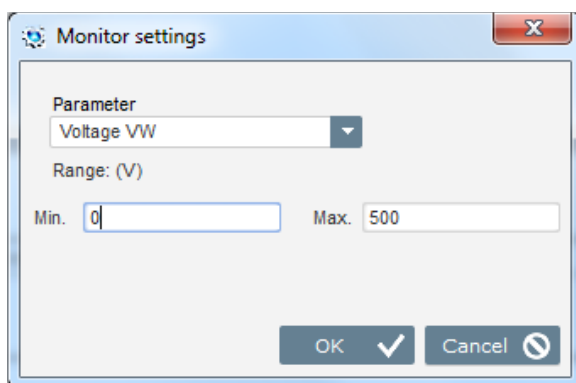 Monitor settings
Parameter
Voltage VW
Range: (V)
Min. 0 Max. 500
OK Cancel